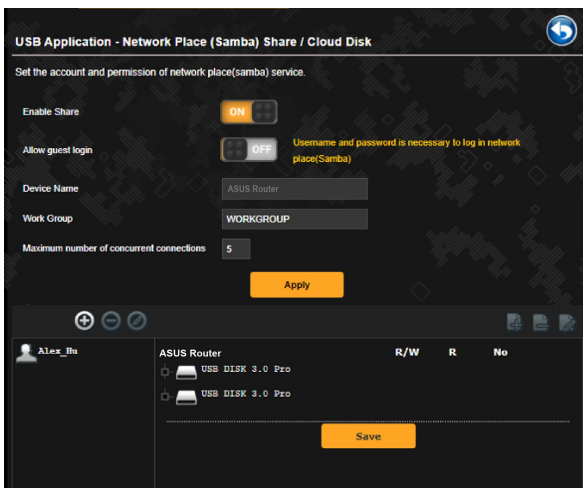 USB Application - Network Place (Samba) Share / Cloud Disk
Set the account and permission of network place(samba) service.
Enable Share
ON
Allow guest login
OFF
Username and password is necessary to log in network
place(Samba)
Device Name
ASUS Router
Work Group
WORKGROUP
Maximum number of concurrent connections
5
Apply
Alex_Hu
ASUS Router
R/W
R
No
USB DISK 3.0 Pro
USB DISK 3.0 Pro
Save